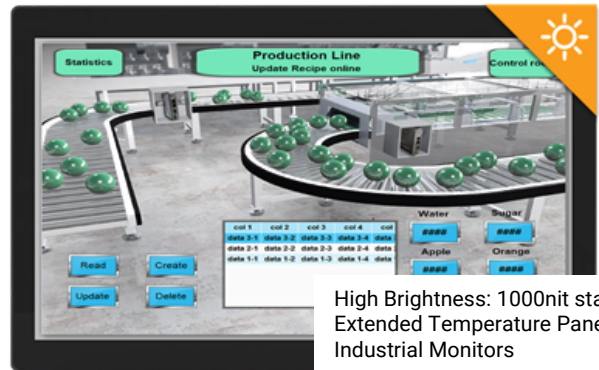 Statistics
Production Line
Update Recipe online
Control
Water Sugar
#### ####
Apple Orange
#### ####
col 1 col 2 col 3 col 4 col
data 3-1 data 3-2 data 3-3 data 3-4 data
data 2-1 data 2-2 data 2-3 data 2-4 data
data 1-1 data 1-2 data 1-3 data 1-4 data
Read Create
Update Delete
High Brightness: 1000nit
Extended Temperature
Industrial Monitors